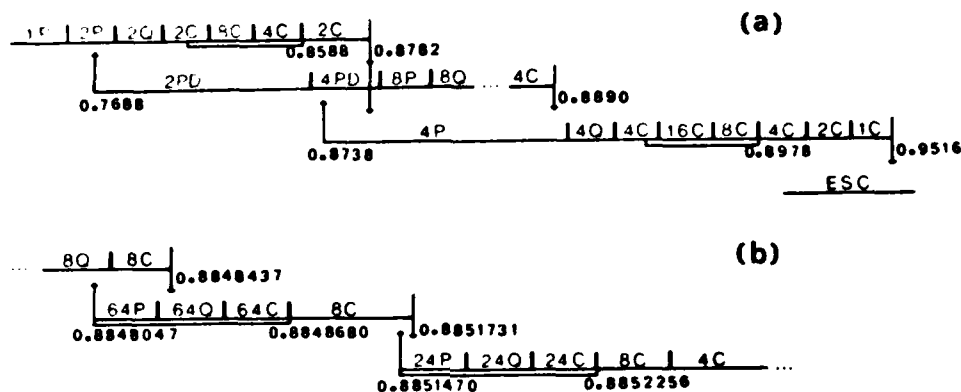 (a)
1P 2P 2Q 2C 8C 4C 2C
0.8588 0.8782
2PD 4PD 8P 8Q ... 4C
0.7688 0.8890
4P 4Q 4C 16C 8C 4C 2C 1C
0.8738 0.8978 0.9516
ESC
(b)
... 8Q 8C
0.8848437
64P 64Q 64C 8C
0.8848047 0.8848680 0.8851731
24P 24Q 24C 8C 4C ...
0.8851470 0.8852256